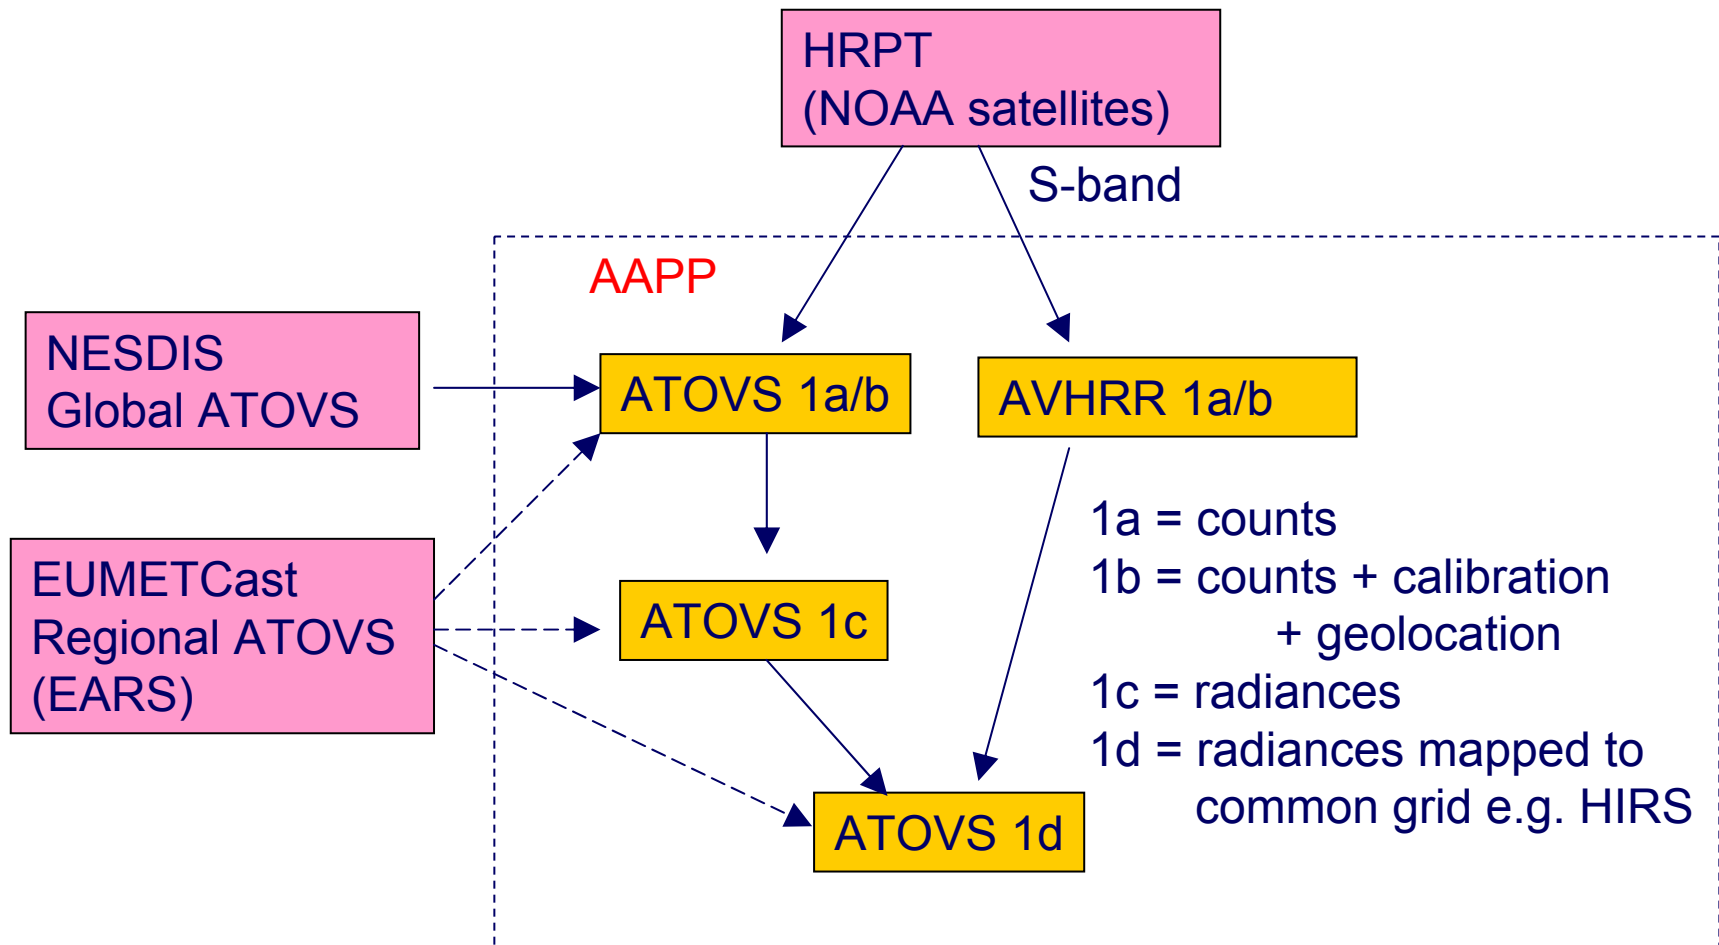 HRPT
(NOAA satellites)
S-band
AAPP
NESDIS
Global ATOVS
ATOVS 1a/b
AVHRR 1a/b
EUMETCast
Regional ATOVS
(EARS)
ATOVS 1c
1a = counts
1b = counts + calibration
+ geolocation
1c = radiances
1d = radiances mapped to
common grid e.g. HIRS
ATOVS 1d